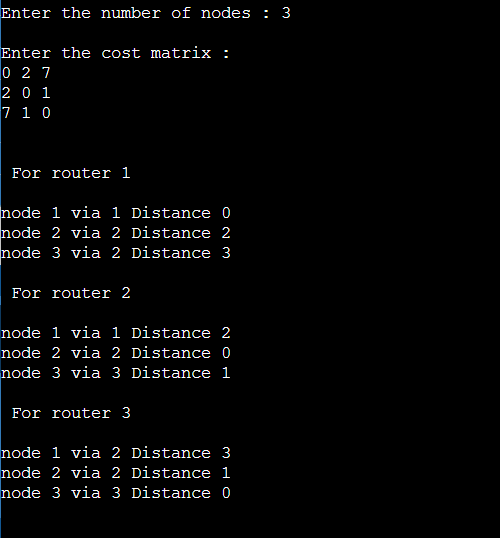 Enter the number of nodes : 3
Enter the cost matrix :
0 2 7
2 0 1
7 1 0
For router 1
node 1 via 1 Distance 0
node 2 via 2 Distance 2
node 3 via 2 Distance 3
For router 2
node 1 via 1 Distance 2
node 2 via 2 Distance 0
node 3 via 3 Distance 1
For router 3
node 1 via 2 Distance 3
node 2 via 2 Distance 1
node 3 via 3 Distance 0